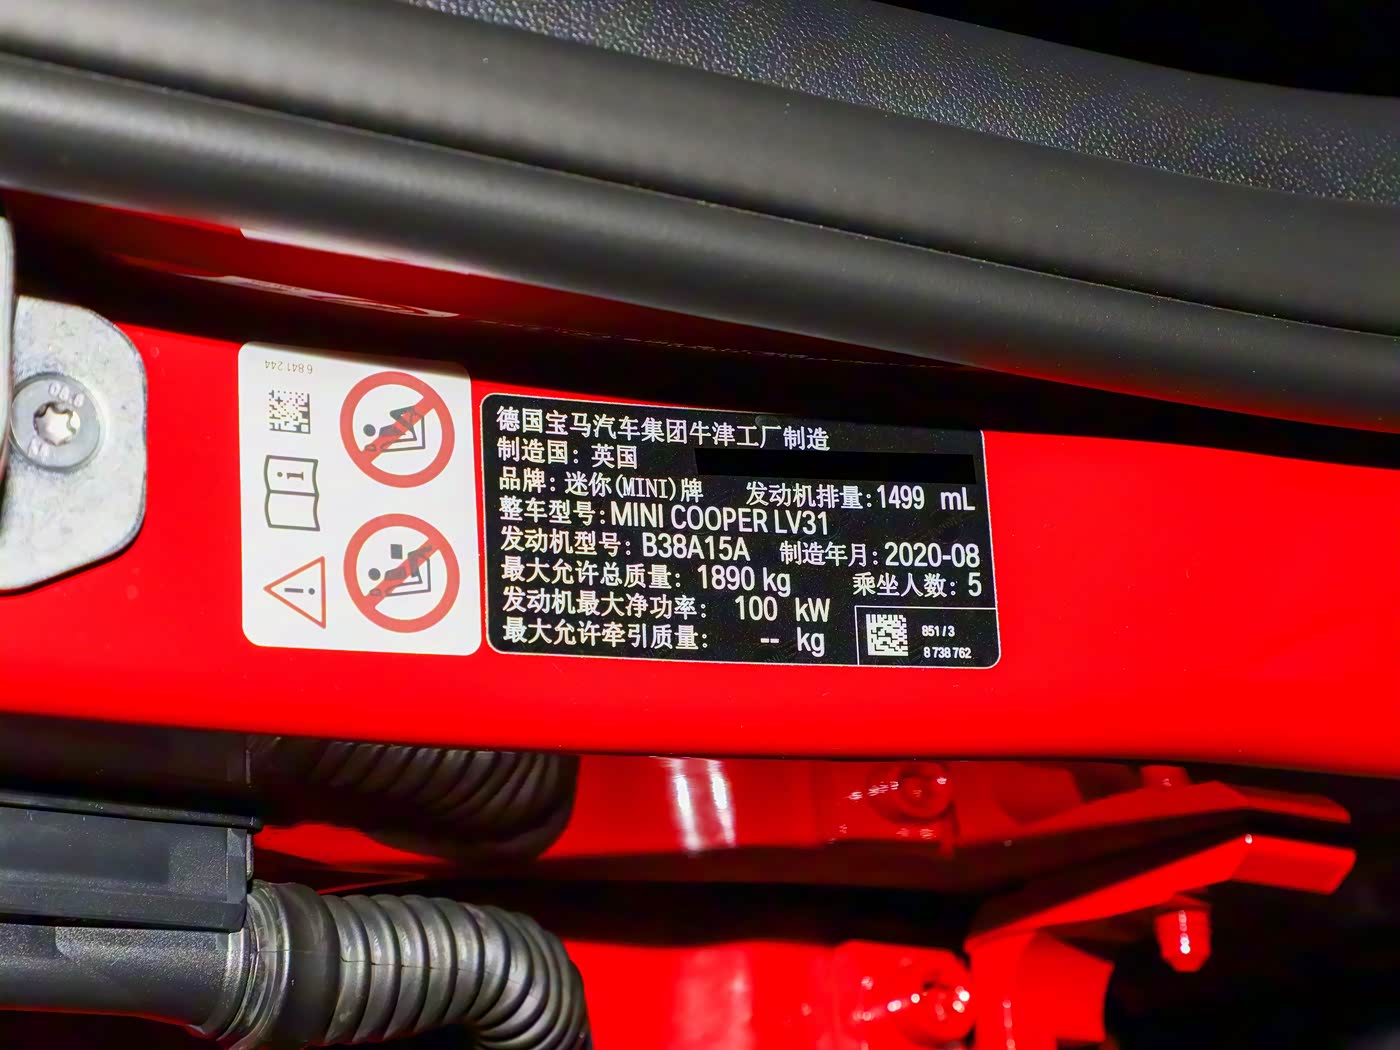 6 841 244
德国宝马汽车集团牛津工厂制造
制造国: 英国
品牌: 迷你(MINI)牌 发动机排量: 1499 mL
整车型号: MINI COOPER LV31
发动机型号: B38A15A 制造年月: 2020-08
最大允许总质量: 1890 kg 乘坐人数: 5
发动机最大净功率: 100 kW
最大允许牵引质量: -- kg
851 / 3
8 738 762